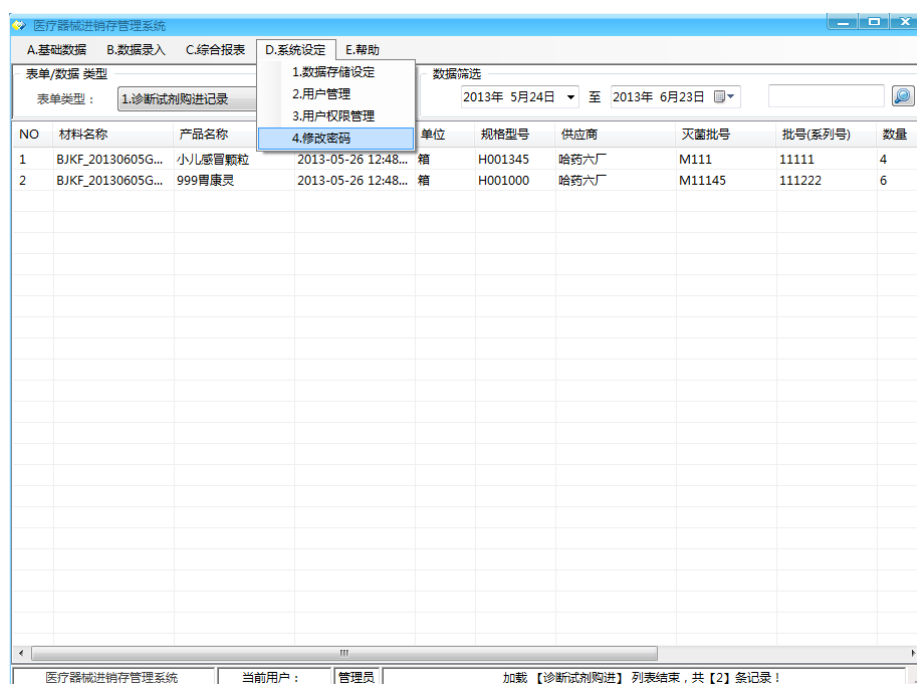 医疗器械进销存管理系统
A.基础数据 B.数据录入 C.综合报表 D.系统设定 E.帮助
表单/数据 类型 1.数据存储设定 数据筛选
表单类型： 1.诊断试剂购进记录 2.用户管理 2013年 5月24日 至 2013年 6月23日
3.用户权限管理
NO 材料名称 产品名称 4.修改密码 单位 规格型号 供应商 灭菌批号 批号(系列号) 数量
1 BJKF_20130605G... 小儿感冒颗粒 2013-05-26 12:48... 箱 H001345 哈药六厂 M111 11111 4
2 BJKF_20130605G... 999胃康灵 2013-05-26 12:48... 箱 H001000 哈药六厂 M11145 111222 6
医疗器械进销存管理系统 当前用户： 管理员 加载 【诊断试剂购进】 列表结束，共【2】条记录！